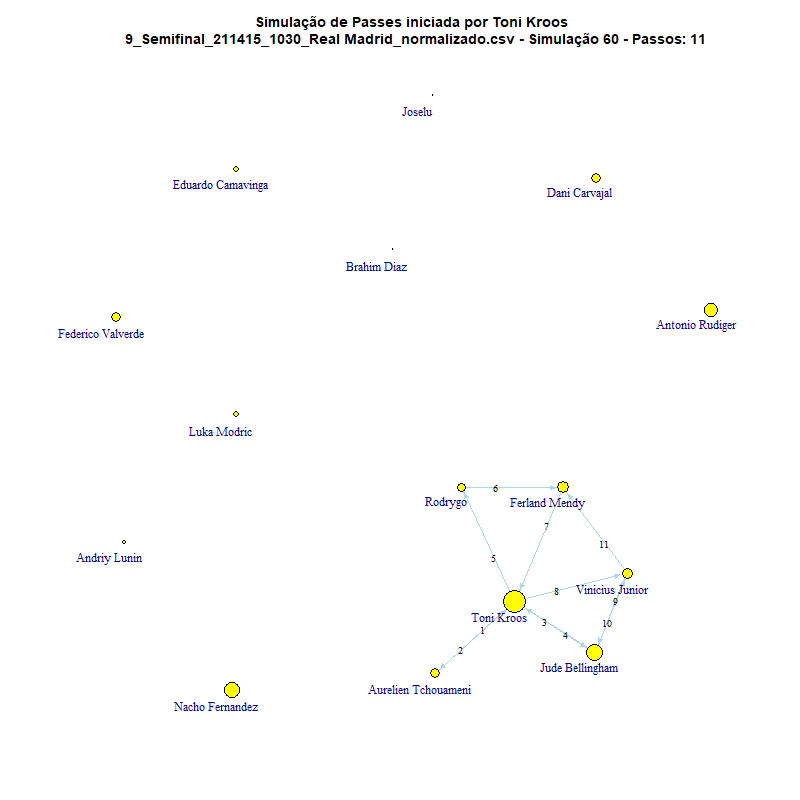 Simulação de Passes iniciada por Toni Kroos
9_Semifinal_211415_1030_Real Madrid_normalizado.csv - Simulação 60 - Passos: 11
Joselu
Eduardo Camavinga
Dani Carvajal
Brahim Diaz
Antonio Rudiger
Federico Valverde
Luka Modric
6
Rodrygo
Ferland Mendy
7
11
Andriy Lunin
5
Vinicius Junior
8
9
Toni Kroos
3
10
1
4
2
Jude Bellingham
Aurelien Tchouameni
Nacho Fernandez